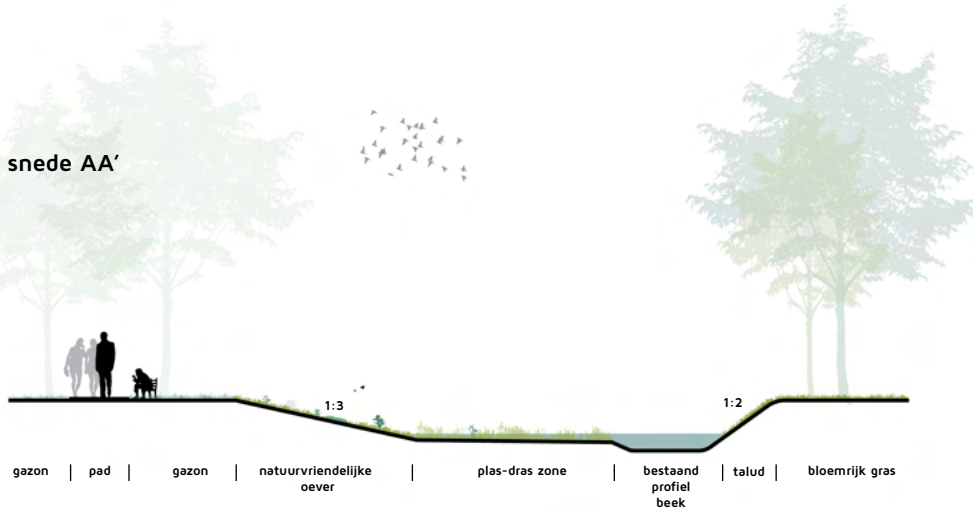 snede AA’
1:3
1:2
gazon | pad | gazon | natuurvriendelijke | plas-dras zone | bestaand | talud | bloemrijk gras
oever
profiel
beek